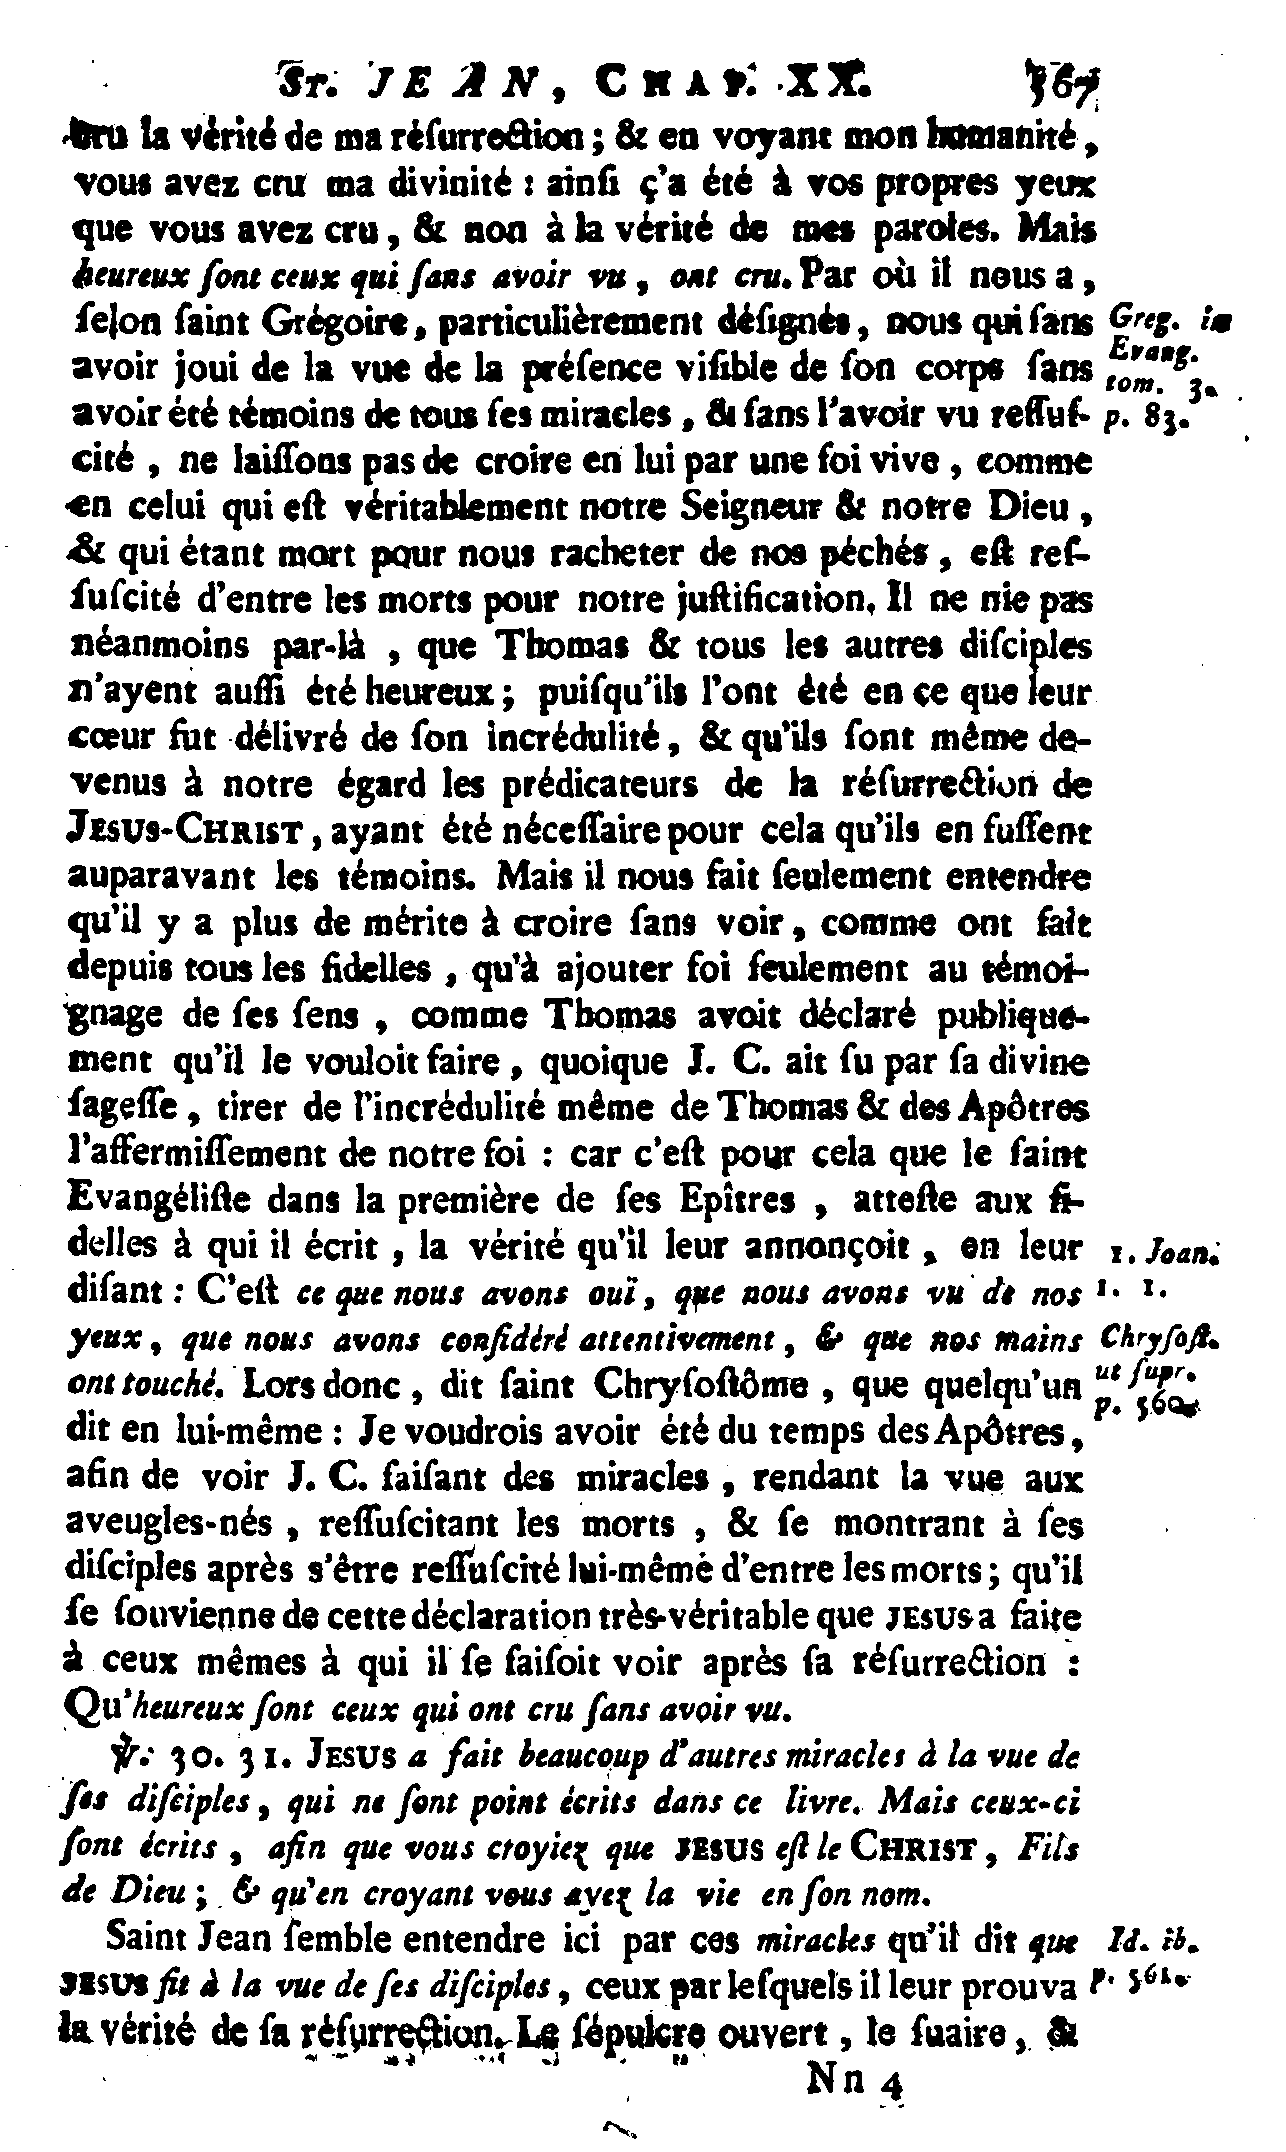 St. JEAN, CHAP. XX. 567
cru la vérité de ma réſurrection ; & en voyant mon humanité,
vous avez cru ma divinité : ainſi ç'a été à vos propres yeux
que vous avez cru, & non à la vérité de mes paroles. Mais
heureux ſont ceux qui ſans avoir vu, ont cru. Par où il nous a,
ſelon ſaint Grégoire, particulièrement déſignés, nous qui ſans
Greg. in
avoir joui de la vue de la préſence viſible de ſon corps ſans
Evang.
tom. 3.
avoir été témoins de tous ſes miracles, & ſans l'avoir vu reſſuſ-
p. 83.
cité, ne laiſſons pas de croire en lui par une foi vive, comme
en celui qui eſt véritablement notre Seigneur & notre Dieu,
& qui étant mort pour nous racheter de nos péchés, eſt reſ-
ſuſcité d'entre les morts pour notre juſtification. Il ne nie pas
néanmoins par-là, que Thomas & tous les autres diſciples
n'ayent auſſi été heureux ; puiſqu'ils l'ont été en ce que leur
cœur fut délivré de ſon incrédulité, & qu'ils ſont même de-
venus à notre égard les prédicateurs de la réſurrection de
JESUS-CHRIST, ayant été néceſſaire pour cela qu'ils en fuſſent
auparavant les témoins. Mais il nous fait ſeulement entendre
qu'il y a plus de mérite à croire ſans voir, comme ont fait
depuis tous les fidelles, qu'à ajouter foi ſeulement au témoi-
gnage de ſes ſens, comme Thomas avoit déclaré publique-
ment qu'il le vouloit faire, quoique J. C. ait ſu par ſa divine
ſageſſe, tirer de l'incrédulité même de Thomas & des Apôtres
l'affermiſſement de notre foi : car c'eſt pour cela que le ſaint
Evangéliſte dans la première de ſes Epîtres, atteſte aux fi-
delles à qui il écrit, la vérité qu'il leur annonçoit, en leur
1. Joan.
diſant : C'eſt ce que nous avons ouï, que nous avons vu de nos
1. 1.
yeux, que nous avons conſidéré attentivement, & que nos mains
Chryſoſt.
ont touché. Lors donc, dit ſaint Chryſoſtôme, que quelqu'un
ut ſupr.
p. 560.
dit en lui-même : Je voudrois avoir été du temps des Apôtres,
afin de voir J. C. faiſant des miracles, rendant la vue aux
aveugles-nés, reſſuſcitant les morts, & ſe montrant à ſes
diſciples après s'être reſſuſcité lui-même d'entre les morts ; qu'il
ſe ſouvienne de cette déclaration très-véritable que JESUS a faite
à ceux mêmes à qui il ſe faiſoit voir après ſa réſurrection :
Qu'heureux ſont ceux qui ont cru ſans avoir vu.
℣. 30. 31. JESUS a fait beaucoup d'autres miracles à la vue de
ſes diſciples, qui ne ſont point écrits dans ce livre. Mais ceux-ci
ſont écrits, afin que vous croyiez que JESUS eſt le CHRIST, Fils
de Dieu ; & qu'en croyant vous ayez la vie en ſon nom.
Saint Jean ſemble entendre ici par ces miracles qu'il dit que
Id. ib.
JESUS fit à la vue de ſes diſciples, ceux par leſquels il leur prouva
p. 561.
la vérité de ſa réſurrection. Le ſépulcre ouvert, le ſuaire, &
Nn 4